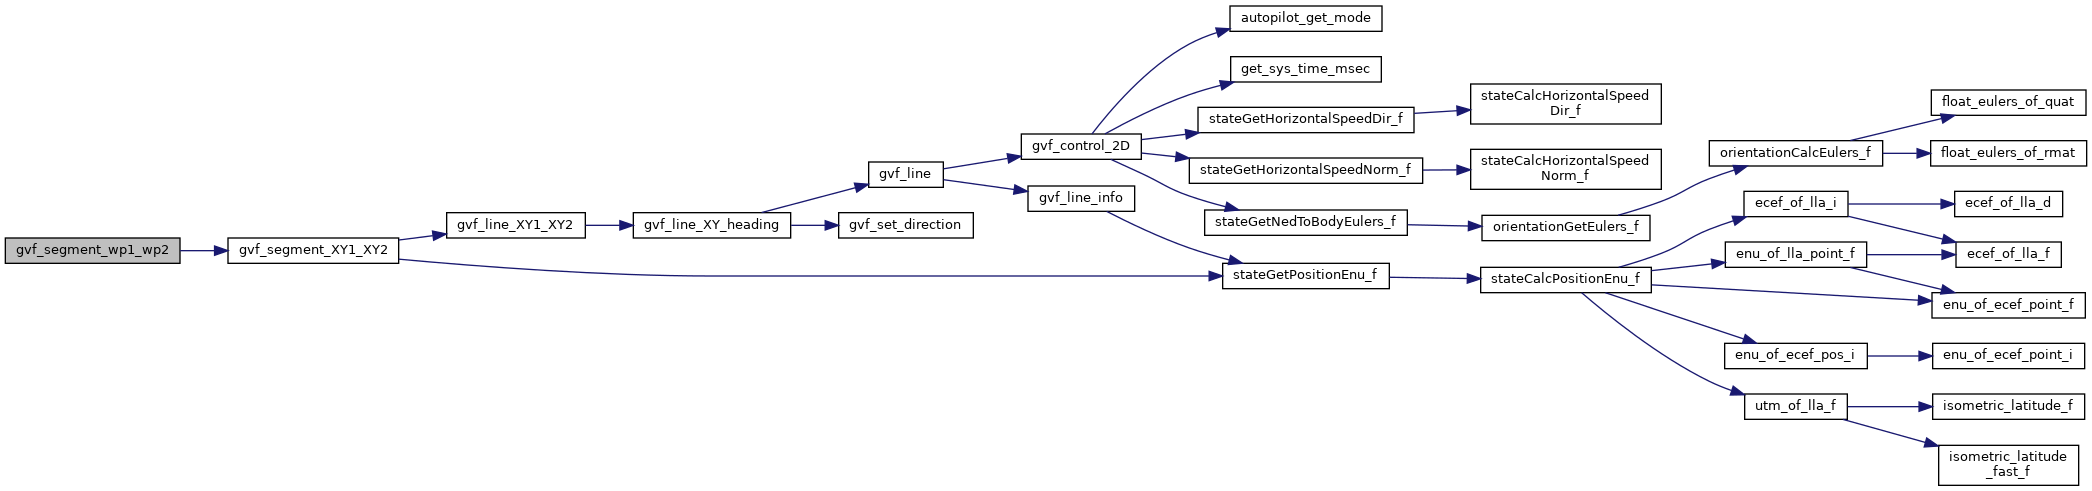 gvf_segment_wp1_wp2
gvf_segment_XY1_XY2
gvf_line_XY1_XY2
gvf_line_XY_heading
gvf_line
gvf_set_direction
gvf_control_2D
gvf_line_info
autopilot_get_mode
get_sys_time_msec
stateGetHorizontalSpeedDir_f
stateGetHorizontalSpeedNorm_f
stateGetNedToBodyEulers_f
stateGetPositionEnu_f
stateCalcHorizontalSpeed
Dir_f
stateCalcHorizontalSpeed
Norm_f
orientationGetEulers_f
stateCalcPositionEnu_f
orientationCalcEulers_f
ecef_of_lla_i
enu_of_lla_point_f
enu_of_ecef_pos_i
utm_of_lla_f
float_eulers_of_quat
float_eulers_of_rmat
ecef_of_lla_d
ecef_of_lla_f
enu_of_ecef_point_f
enu_of_ecef_point_i
isometric_latitude_f
isometric_latitude
_fast_f